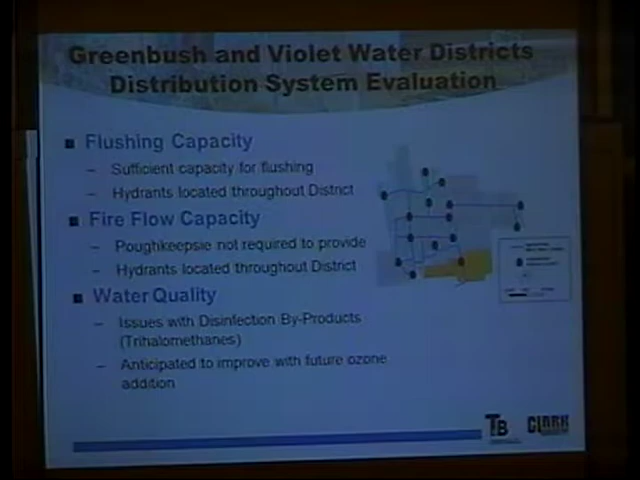 Greenbush and Violet Water Districts
Distribution System Evaluation
Flushing Capacity
– Sufficient capacity for flushing
– Hydrants located throughout District
Fire Flow Capacity
– Poughkeepsie not required to provide
– Hydrants located throughout District
Water Quality
– Issues with Disinfection By-Products
(Trihalomethanes)
– Anticipated to improve with future ozone
addition
TB
CLARK